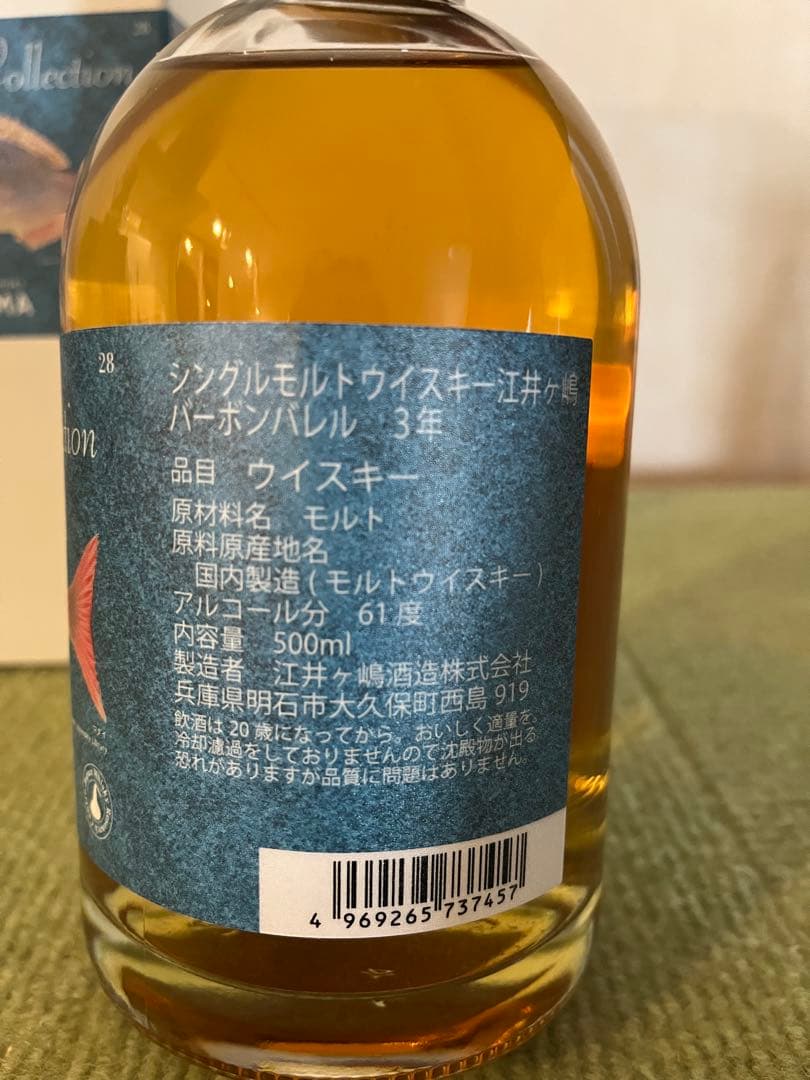 28
Collection
MA
28
tion
シングルモルトウイスキー江井ヶ嶋
バーボンバレル 3年
品目 ウイスキー
原材料名 モルト
原料原産地名
国内製造(モルトウイスキー)
アルコール分 61度
内容量 500ml
製造者 江井ヶ嶋酒造株式会社
兵庫県明石市大久保町西島 919
飲酒は20歳になってから。おいしく適量を。
冷却濾過をしておりませんので沈殿物が出る
恐れがありますが品質に問題はありません。
4 969265 737457